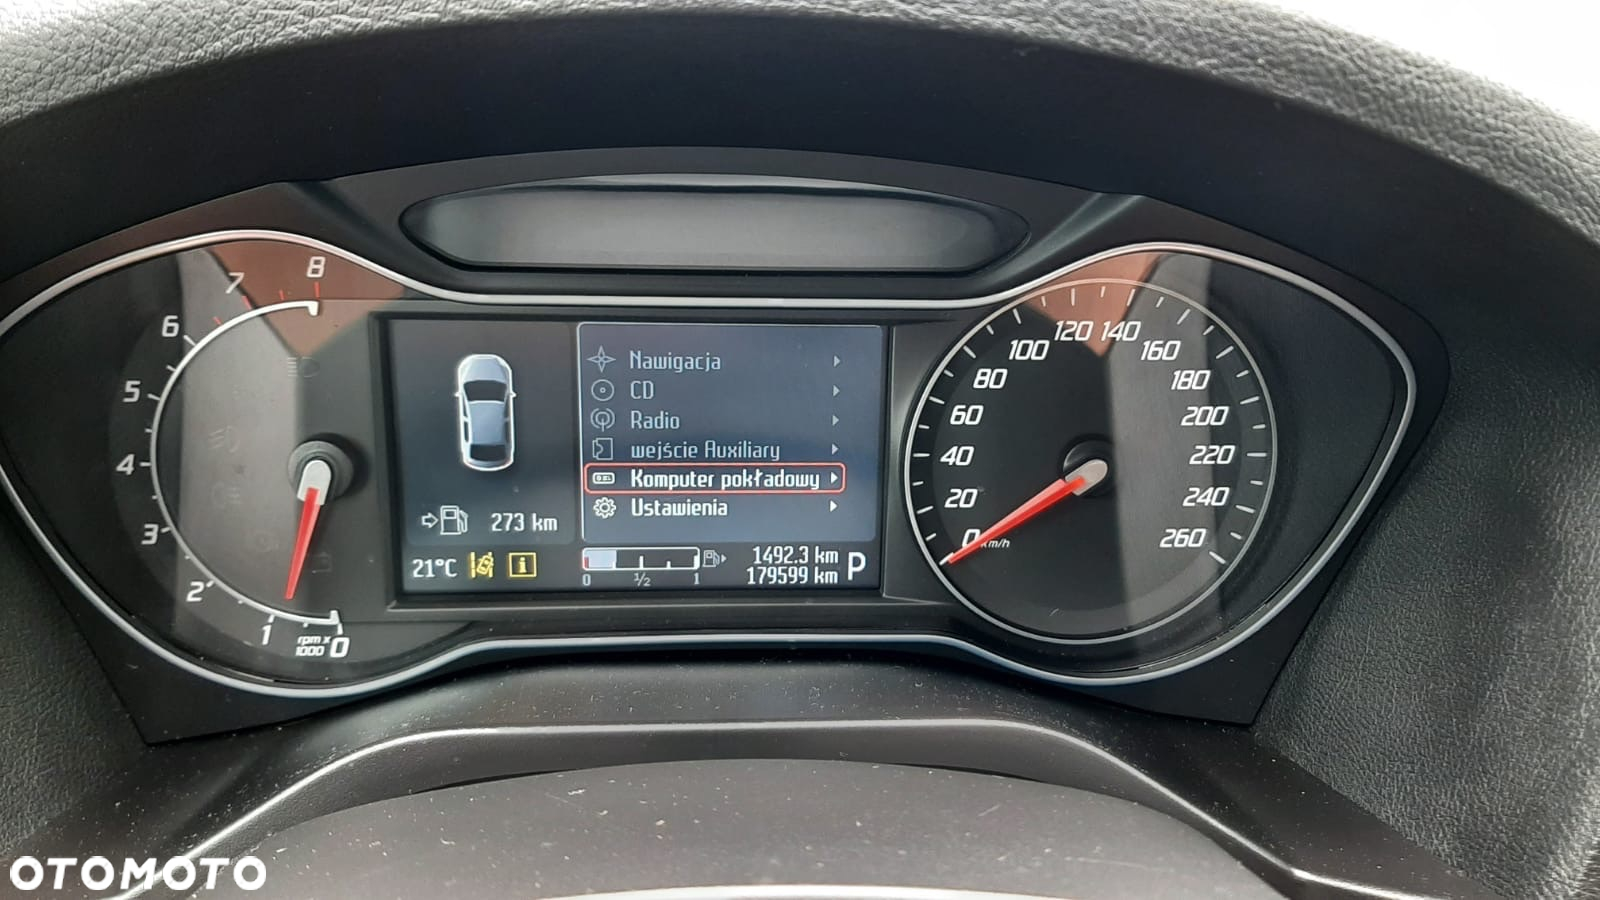 8
7
6
5
4
3
2
1
rpm x
1000
0
Nawigacja
CD
Radio
wejście Auxiliary
Komputer pokładowy
Ustawienia
273 km
21°C
i
0 1/2 1
1492.3 km
179599 km
P
0 km/h
20
40
60
80
100
120
140
160
180
200
220
240
260
OTOMOTO